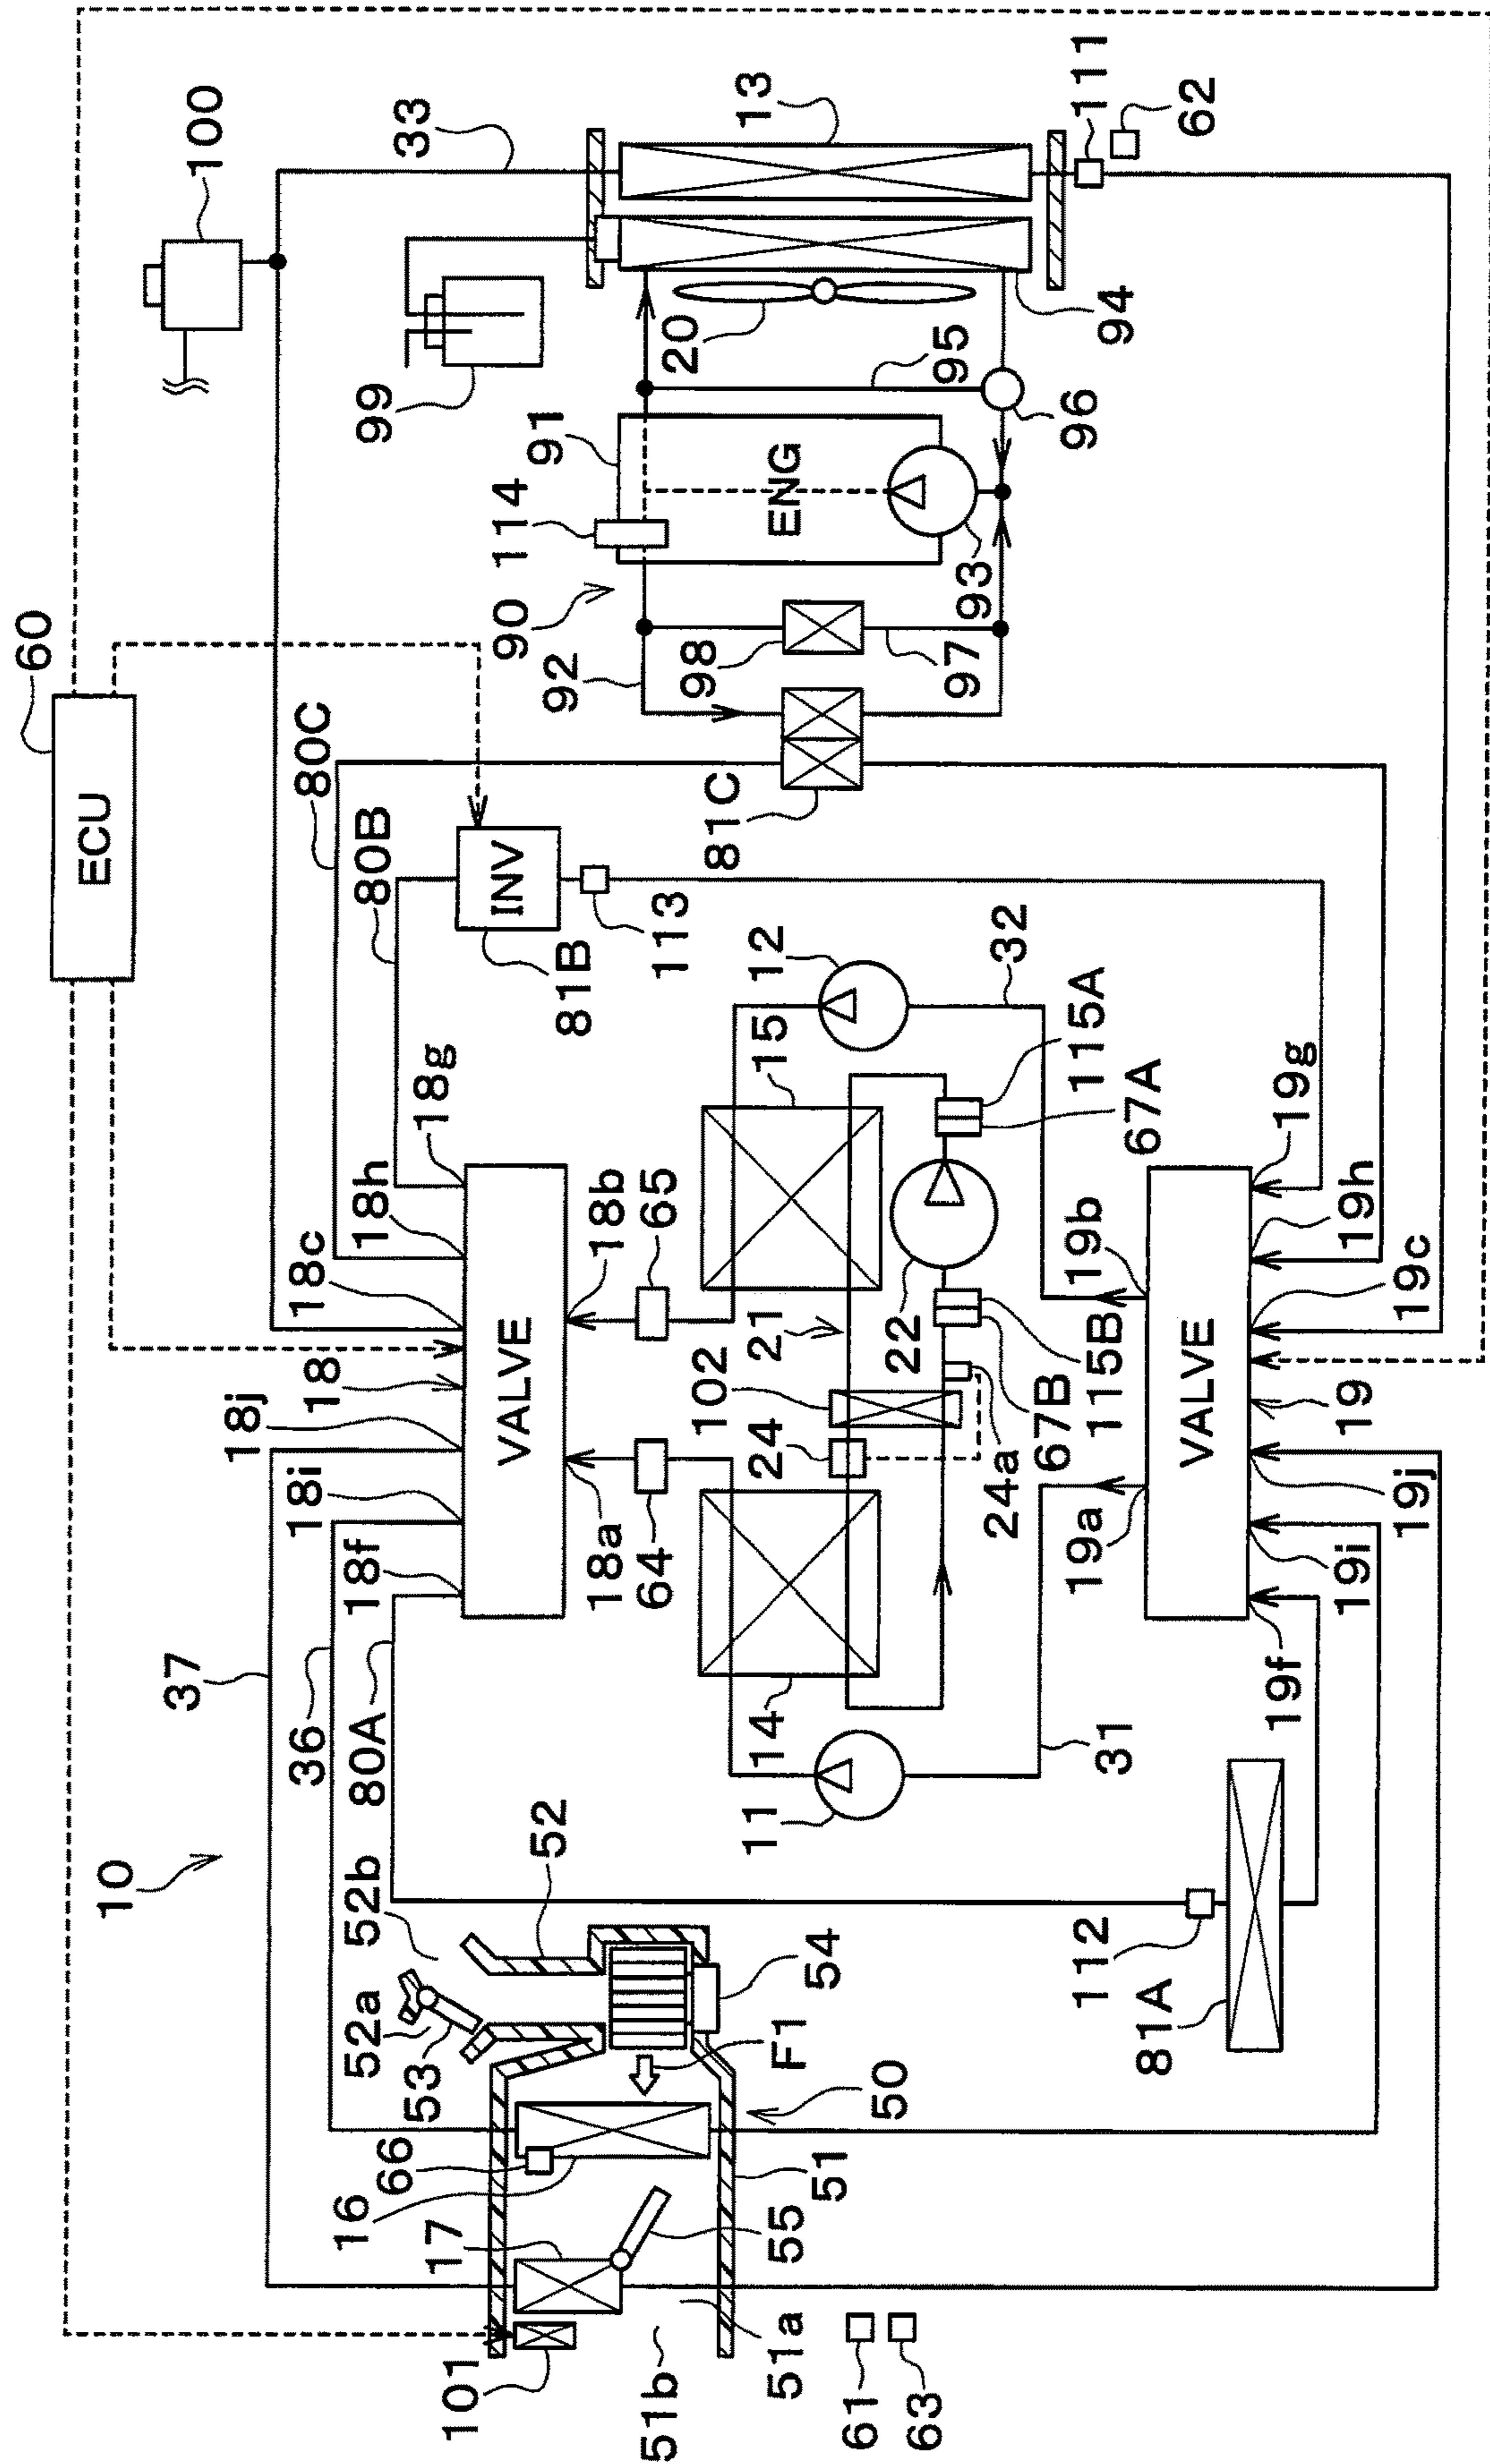 60
ECU
100
33
13
111
62
99
20
95
94
96
91
114
ENG
90
93
92
98
97
80C
81C
80B
INV
81B
113
12
32
15
115A
67A
18g
18h
18c
18b
65
18
18j
18i
18f
VALVE
18a
64
21
22
102
24
24a
67B
115B
19b
19g
19h
19c
19
19j
19i
19f
19a
VALVE
37
36
80A
14
11
31
10
52b
52
52a
53
54
F1
50
112
81A
66
16
17
55
51
101
51b
51a
61
63